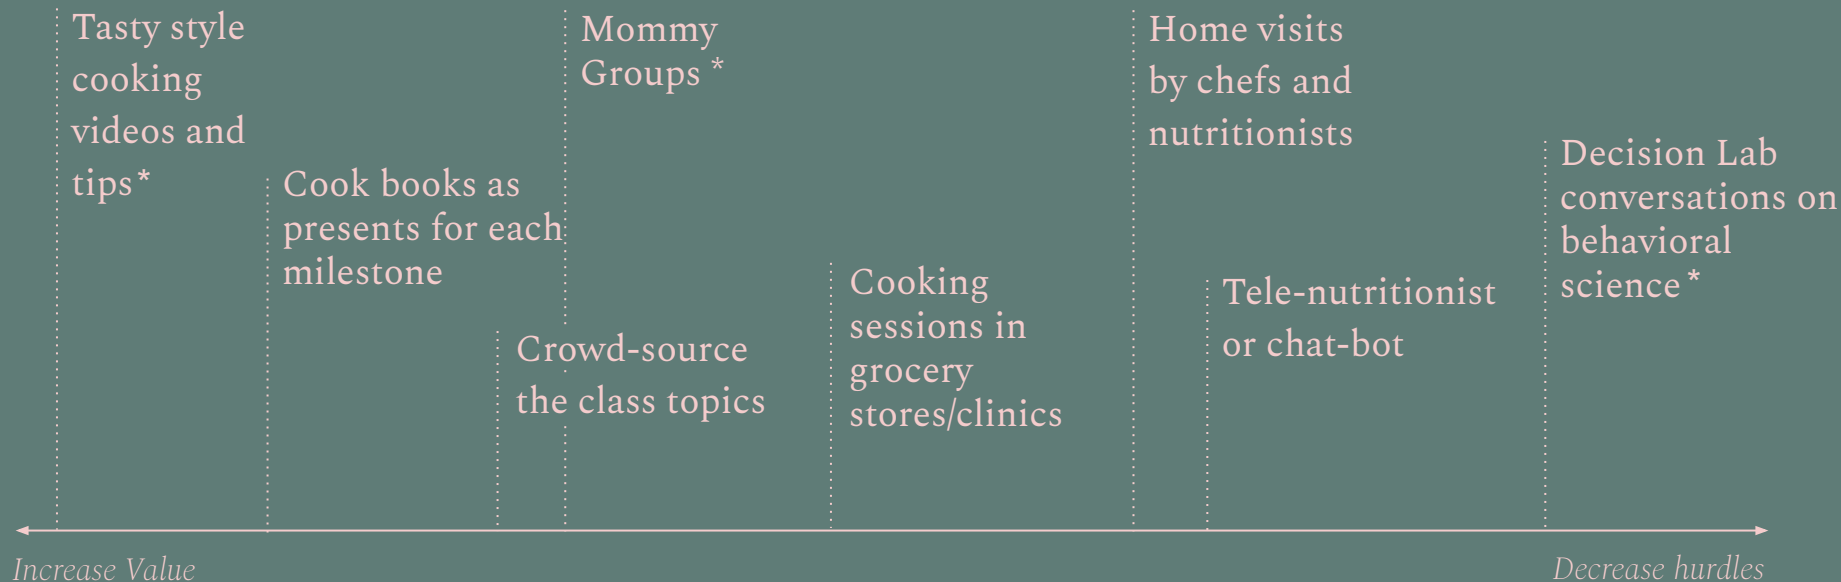 Tasty style
cooking
videos and
tips*
Cook books as
presents for each
milestone
Crowd-source
the class topics
Mommy
Groups *
Cooking
sessions in
grocery
stores/clinics
Home visits
by chefs and
nutritionists
Tele-nutritionist
or chat-bot
Decision Lab
conversations on
behavioral
science*
Increase Value
Decrease hurdles